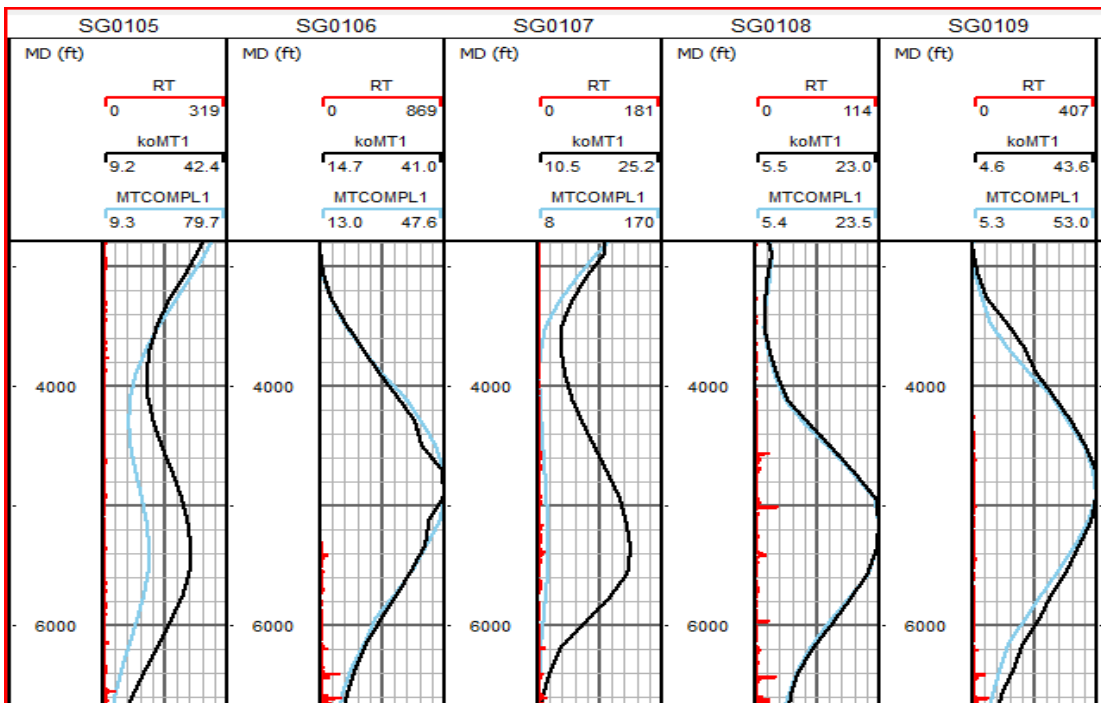 SG0105 SG0106 SG0107 SG0108 SG0109
MD (ft) MD (ft) MD (ft) MD (ft) MD (ft)
RT RT RT RT RT
0 319 0 869 0 181 0 114 0 407
koMT1 koMT1 koMT1 koMT1 koMT1
9.2 42.4 14.7 41.0 10.5 25.2 5.5 23.0 4.6 43.6
MTCOMPL1 MTCOMPL1 MTCOMPL1 MTCOMPL1 MTCOMPL1
9.3 79.7 13.0 47.6 8 170 5.4 23.5 5.3 53.0
4000 4000 4000 4000 4000
6000 6000 6000 6000 6000